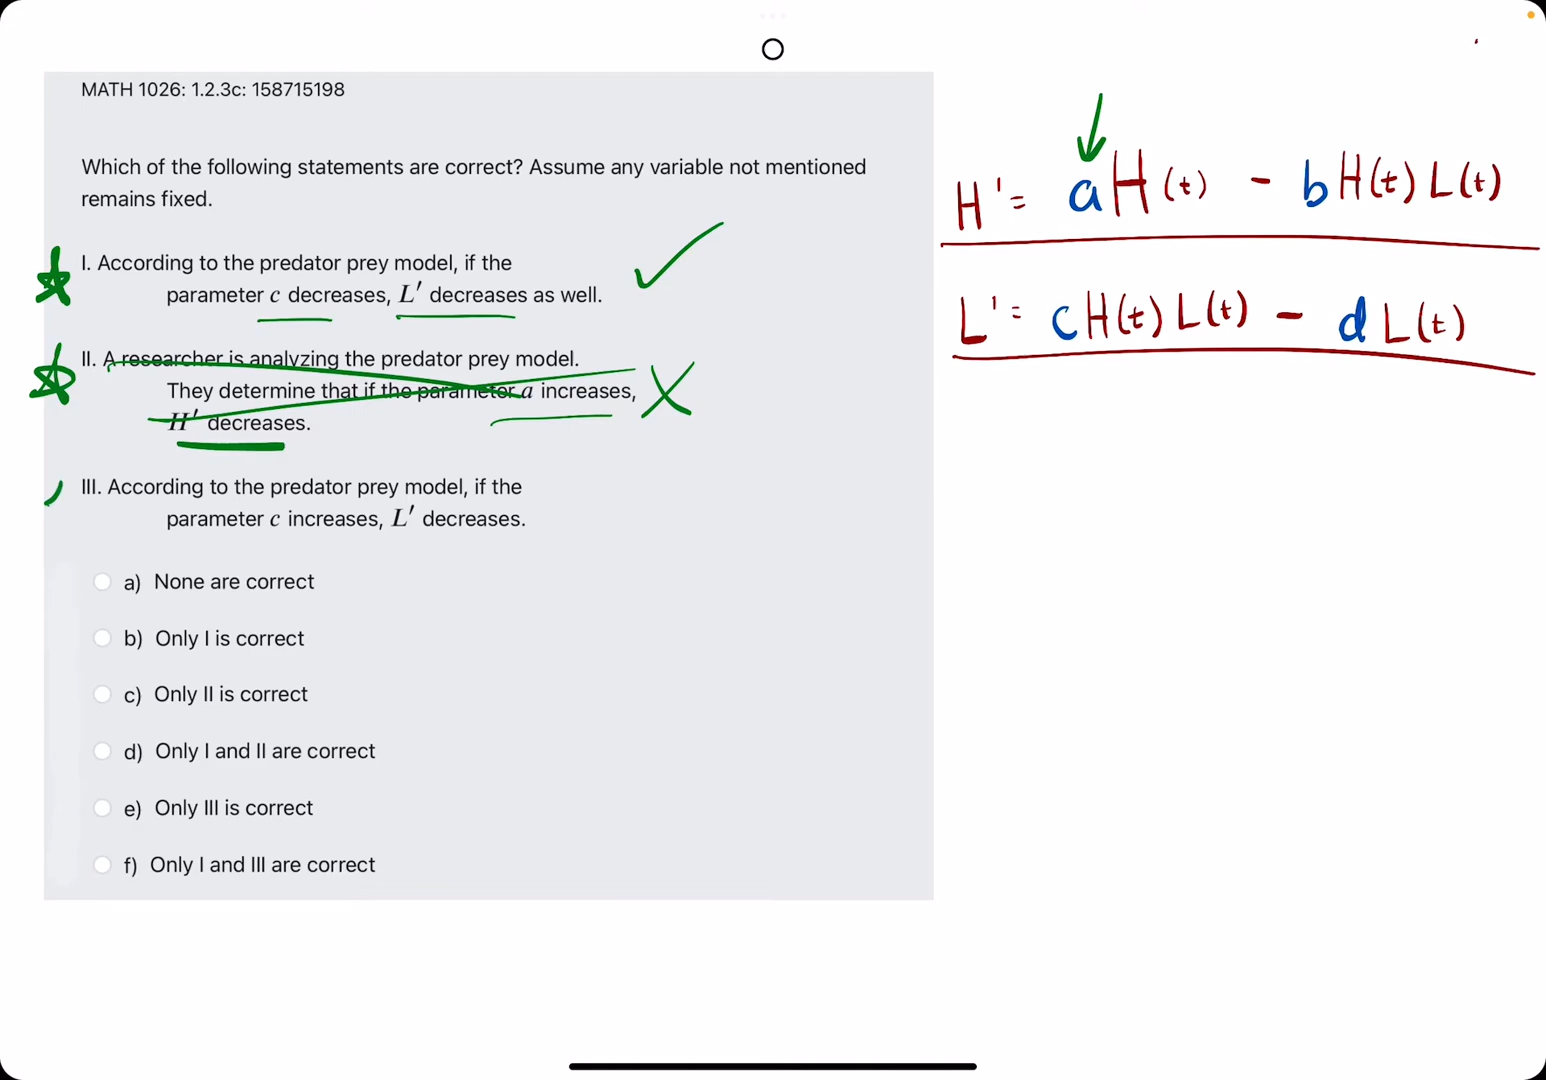 MATH 1026: 1.2.3c: 158715198
Which of the following statements are correct? Assume any variable not mentioned
remains fixed.
I. According to the predator prey model, if the
parameter c decreases, L′ decreases as well.
II. A researcher is analyzing the predator prey model.
They determine that if the parameter a increases,
H′ decreases.
III. According to the predator prey model, if the
parameter c increases, L′ decreases.
a) None are correct
b) Only I is correct
c) Only II is correct
d) Only I and II are correct
e) Only III is correct
f) Only I and III are correct
H' = aH(t) - bH(t)L(t)
L' = cH(t)L(t) - dL(t)